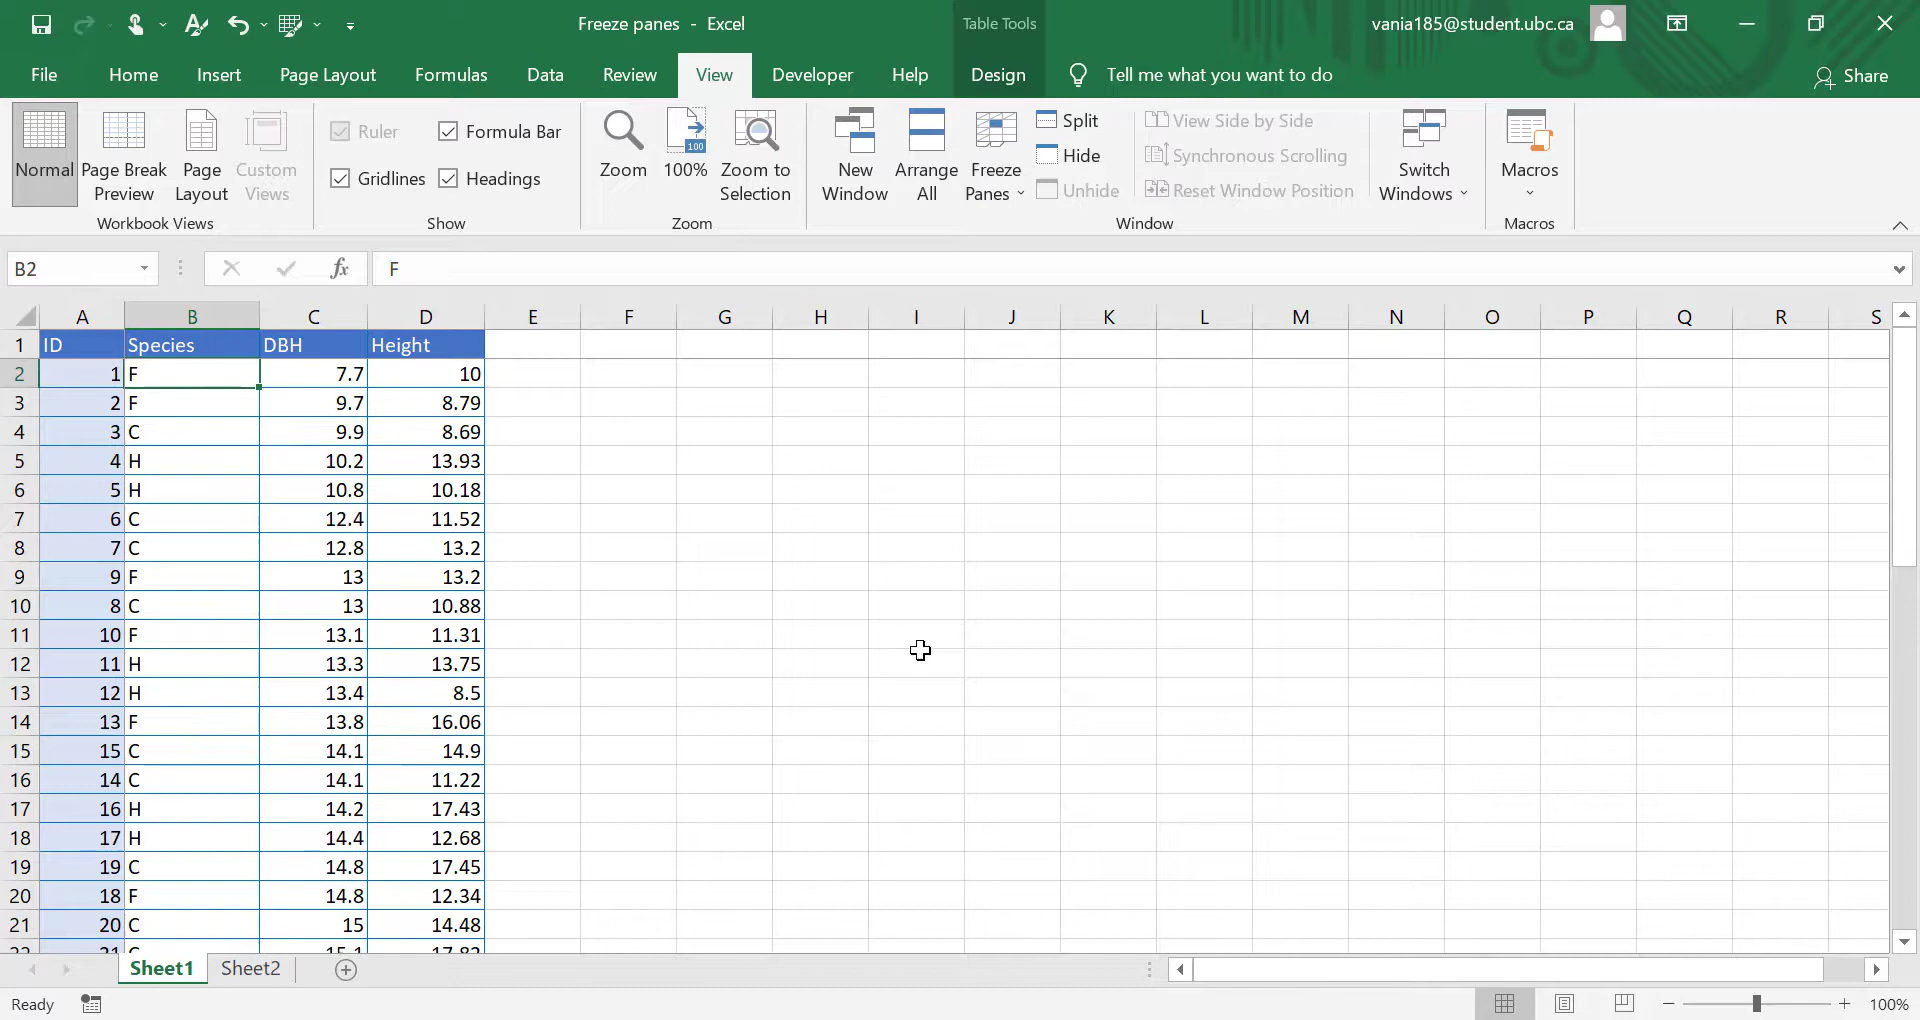 Freeze panes - Excel
Table Tools
vania185@student.ubc.ca
File Home Insert Page Layout Formulas Data Review View Developer Help Design Tell me what you want to do Share
Normal
Page Break Preview
Page Layout
Custom Views
Workbook Views
Ruler
Formula Bar
Gridlines
Headings
Show
Zoom
100
100%
Zoom to Selection
Zoom
New Window
Arrange All
Freeze Panes
Split
Hide
Unhide
View Side by Side
Synchronous Scrolling
Reset Window Position
Window
Switch Windows
Macros
Macros
B2 fx F
A B C D E F G H I J K L M N O P Q R S
1 ID Species DBH Height
2 1 F 7.7 10
3 2 F 9.7 8.79
4 3 C 9.9 8.69
5 4 H 10.2 13.93
6 5 H 10.8 10.18
7 6 C 12.4 11.52
8 7 C 12.8 13.2
9 9 F 13 13.2
10 8 C 13 10.88
11 10 F 13.1 11.31
12 11 H 13.3 13.75
13 12 H 13.4 8.5
14 13 F 13.8 16.06
15 15 C 14.1 14.9
16 14 C 14.1 11.22
17 16 H 14.2 17.43
18 17 H 14.4 12.68
19 19 C 14.8 17.45
20 18 F 14.8 12.34
21 20 C 15 14.48
Sheet1 Sheet2
Ready
100%